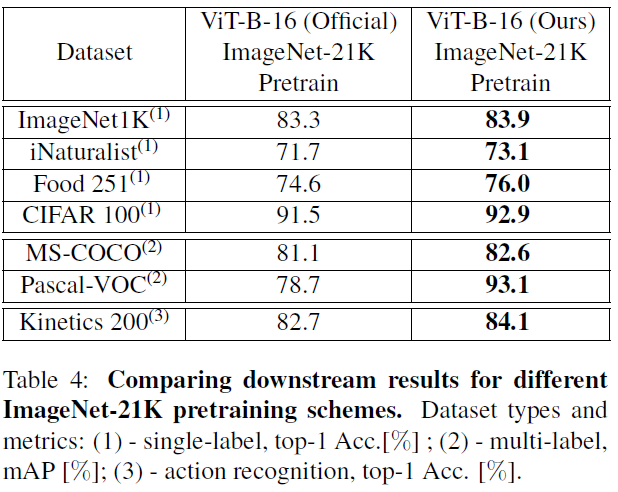 Dataset ViT-B-16 (Official) ImageNet-21K Pretrain ViT-B-16 (Ours) ImageNet-21K Pretrain
ImageNet1K(1) 83.3 83.9
iNaturalist(1) 71.7 73.1
Food 251(1) 74.6 76.0
CIFAR 100(1) 91.5 92.9
MS-COCO(2) 81.1 82.6
Pascal-VOC(2) 78.7 93.1
Kinetics 200(3) 82.7 84.1
Table 4: Comparing downstream results for different
ImageNet-21K pretraining schemes. Dataset types and
metrics: (1) - single-label, top-1 Acc.[%] ; (2) - multi-label,
mAP [%]; (3) - action recognition, top-1 Acc. [%].